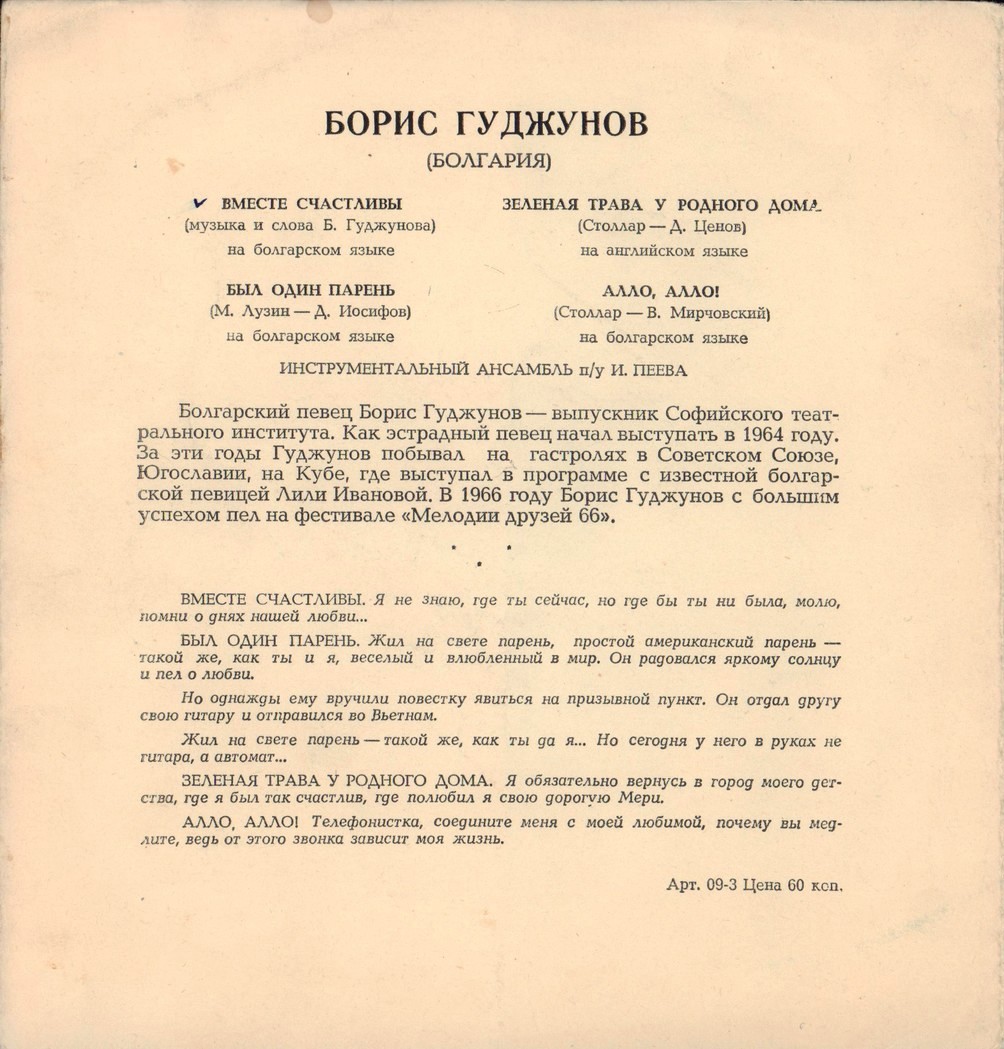 БОРИС ГУДЖУНОВ
(БОЛГАРИЯ)
ВМЕСТЕ СЧАСТЛИВЫ
(музыка и слова Б. Гуджунова)
на болгарском языке
БЫЛ ОДИН ПАРЕНЬ
(М. Лузин — Д. Иосифов)
на болгарском языке
ЗЕЛЕНАЯ ТРАВА У РОДНОГО ДОМА
(Столлар — Д. Ценов)
на английском языке
АЛЛО, АЛЛО!
(Столлар — В. Мирчовский)
на болгарском языке
ИНСТРУМЕНТАЛЬНЫЙ АНСАМБЛЬ п/у И. ПЕЕВА
Болгарский певец Борис Гуджунов — выпускник Софийского теат-
рального института. Как эстрадный певец начал выступать в 1964 году.
За эти годы Гуджунов побывал на гастролях в Советском Союзе,
Югославии, на Кубе, где выступал в программе с известной болгар-
ской певицей Лили Ивановой. В 1966 году Борис Гуджунов с большим
успехом пел на фестивале «Мелодии друзей 66».
ВМЕСТЕ СЧАСТЛИВЫ. Я не знаю, где ты сейчас, но где бы ты ни была, молю,
помни о днях нашей любви...
БЫЛ ОДИН ПАРЕНЬ. Жил на свете парень, простой американский парень —
такой же, как ты и я, веселый и влюбленный в мир. Он радовался яркому солнцу
и пел о любви.
Но однажды ему вручили повестку явиться на призывной пункт. Он отдал другу
свою гитару и отправился во Вьетнам.
Жил на свете парень — такой же, как ты да я... Но сегодня у него в руках не
гитара, а автомат...
ЗЕЛЕНАЯ ТРАВА У РОДНОГО ДОМА. Я обязательно вернусь в город моего дет-
ства, где я был так счастлив, где полюбил я свою дорогую Мери.
АЛЛО, АЛЛО! Телефонистка, соедините меня с моей любимой, почему вы мед-
лите, ведь от этого звонка зависит моя жизнь.
Арт. 09-3 Цена 60 коп.